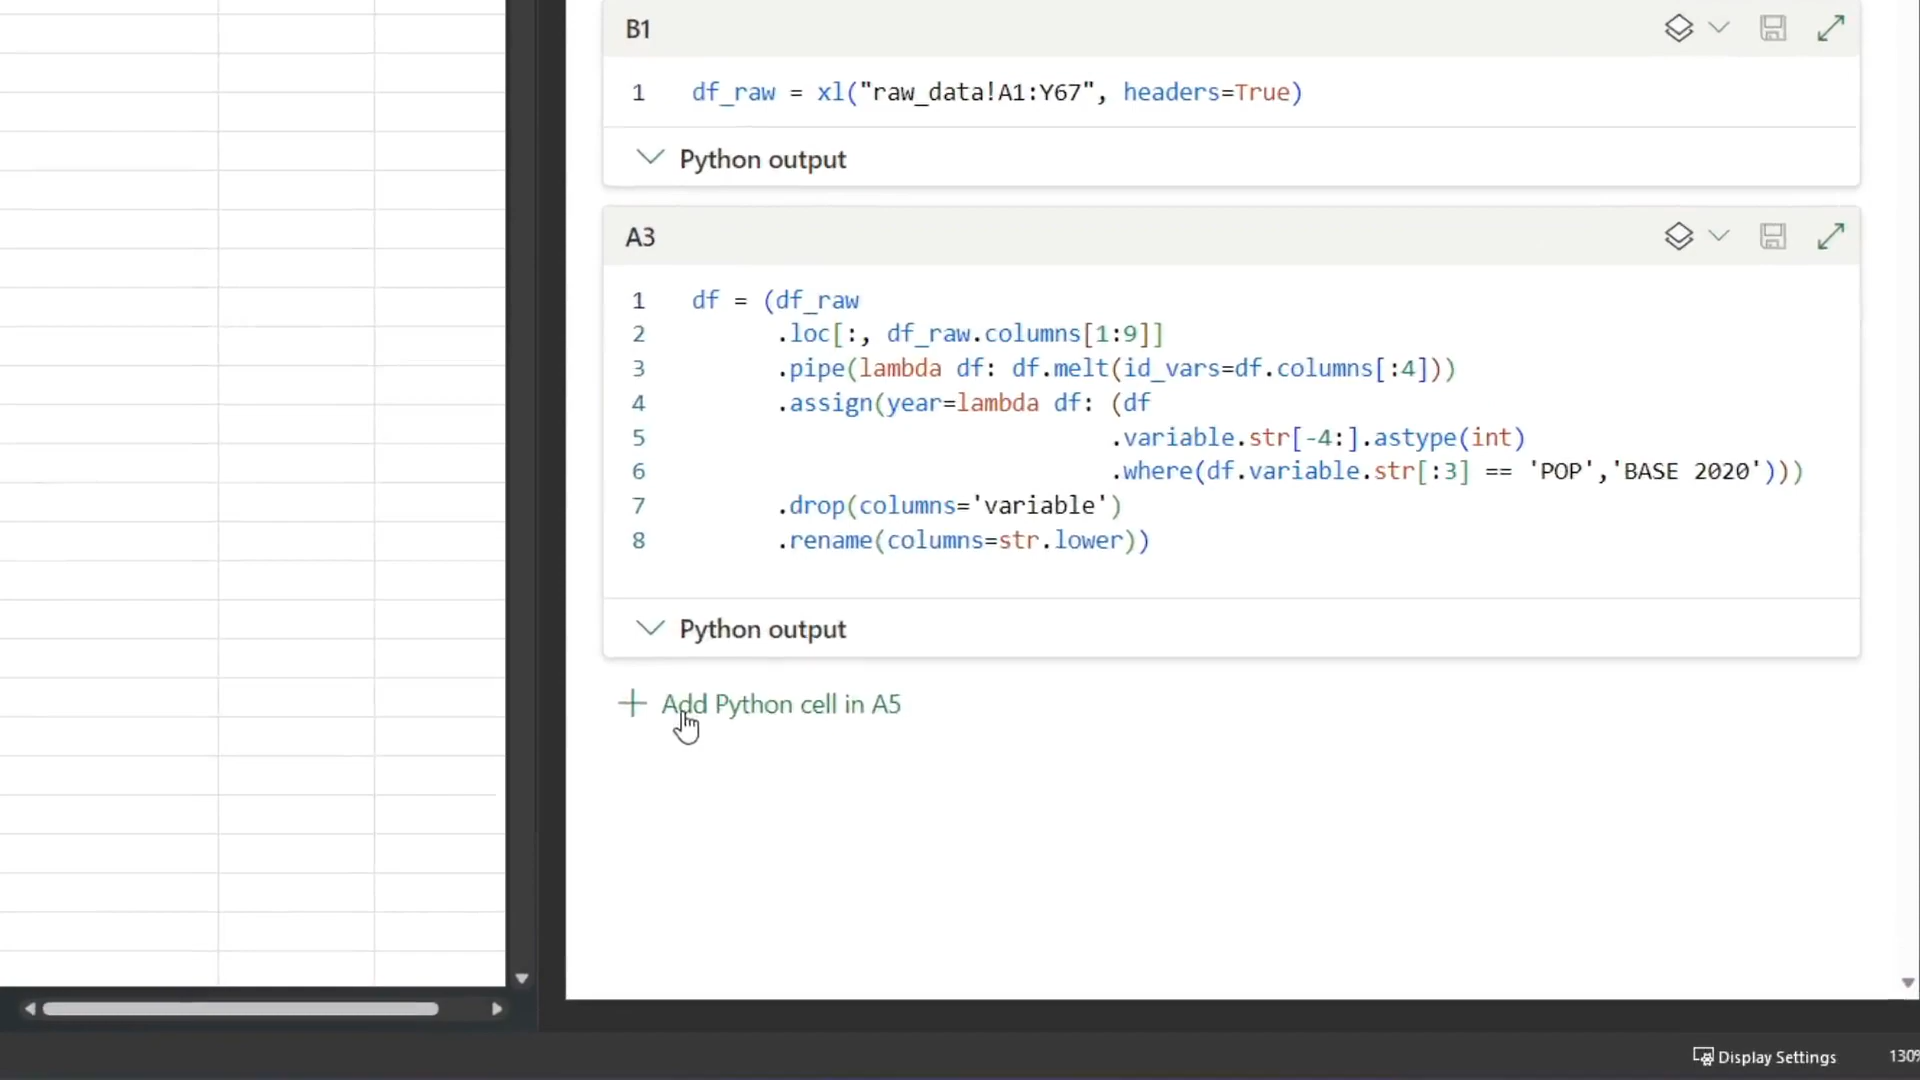 B1
1 df_raw = xl("raw_data!A1:Y67", headers=True)
Python output
A3
1 df = (df_raw
2 .loc[:, df_raw.columns[1:9]]
3 .pipe(lambda df: df.melt(id_vars=df.columns[:4]))
4 .assign(year=lambda df: (df
5 .variable.str[-4:].astype(int)
6 .where(df.variable.str[:3] == 'POP','BASE 2020')))
7 .drop(columns='variable')
8 .rename(columns=str.lower))
Python output
Add Python cell in A5
Display Settings 130%